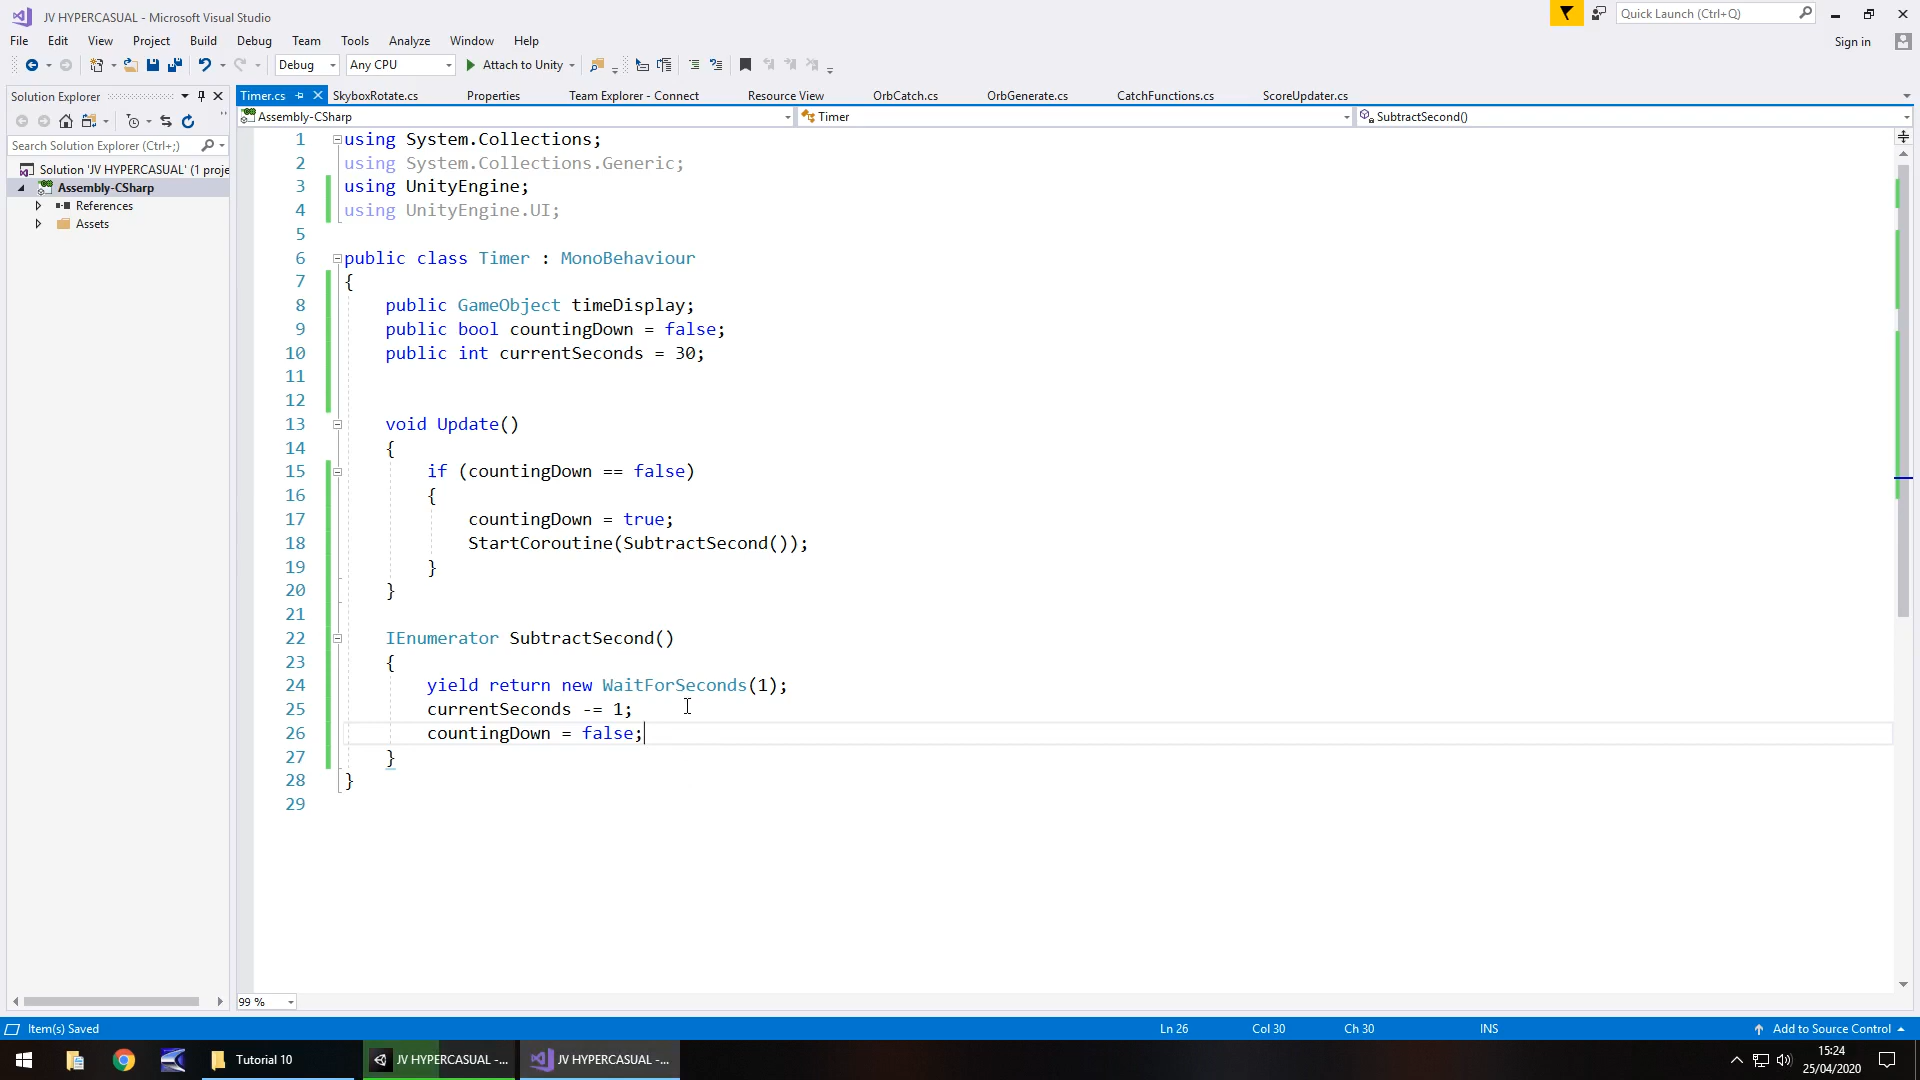 JV HYPERCASUAL - Microsoft Visual Studio
Quick Launch (Ctrl+Q)
File Edit View Project Build Debug Team Tools Analyze Window Help
Sign in
Debug Any CPU Attach to Unity
Solution Explorer
Timer.cs SkyboxRotate.cs Properties Team Explorer - Connect Resource View OrbCatch.cs OrbGenerate.cs CatchFunctions.cs ScoreUpdater.cs
Assembly-CSharp Timer SubtractSecond()
Search Solution Explorer (Ctrl+;)
Solution 'JV HYPERCASUAL' (1 proje
Assembly-CSharp
References
Assets
1 using System.Collections;
2 using System.Collections.Generic;
3 using UnityEngine;
4 using UnityEngine.UI;
5
6 public class Timer : MonoBehaviour
7 {
8 public GameObject timeDisplay;
9 public bool countingDown = false;
10 public int currentSeconds = 30;
11
12
13 void Update()
14 {
15 if (countingDown == false)
16 {
17 countingDown = true;
18 StartCoroutine(SubtractSecond());
19 }
20 }
21
22 IEnumerator SubtractSecond()
23 {
24 yield return new WaitForSeconds(1);
25 currentSeconds -= 1;
26 countingDown = false;
27 }
28 }
29
99 %
Item(s) Saved Ln 26 Col 30 Ch 30 INS Add to Source Control
Tutorial 10 JV HYPERCASUAL -... JV HYPERCASUAL -...
15:24
25/04/2020